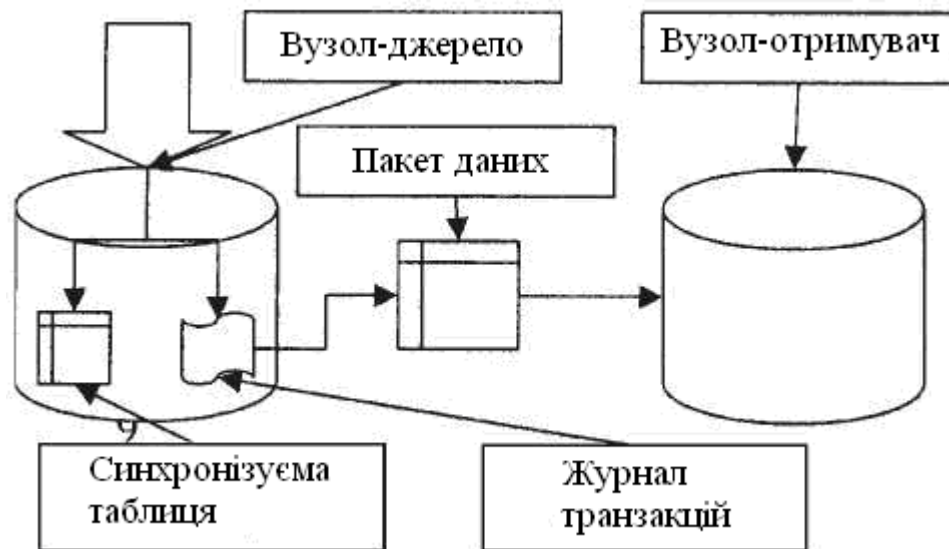 Вузол-джерело
Вузол-отримувач
Пакет даних
Синхронізуєма
таблиця
Журнал
транзакцій